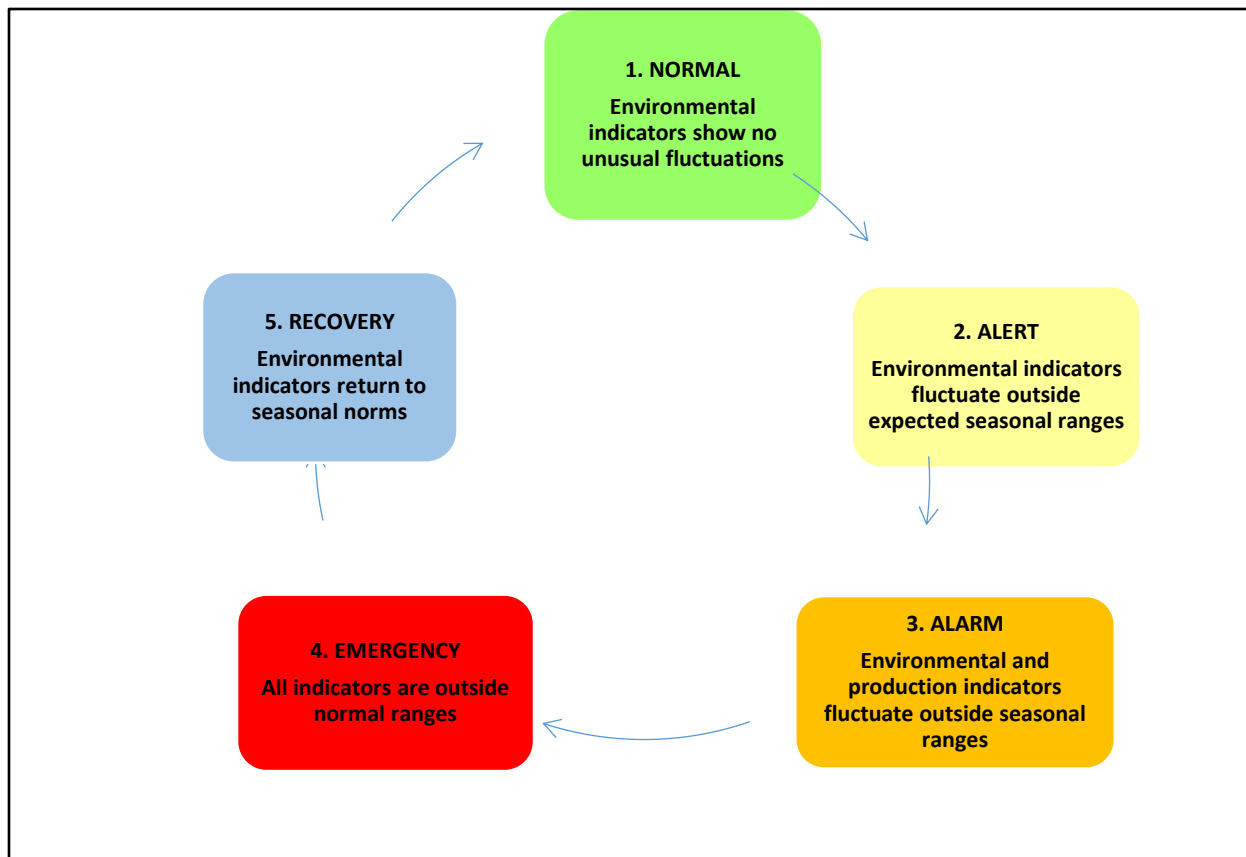 1. NORMAL
Environmental
indicators show no
unusual fluctuations
2. ALERT
Environmental indicators
fluctuate outside
expected seasonal ranges
3. ALARM
Environmental and
production indicators
fluctuate outside seasonal
ranges
4. EMERGENCY
All indicators are outside
normal ranges
5. RECOVERY
Environmental
indicators return to
seasonal norms